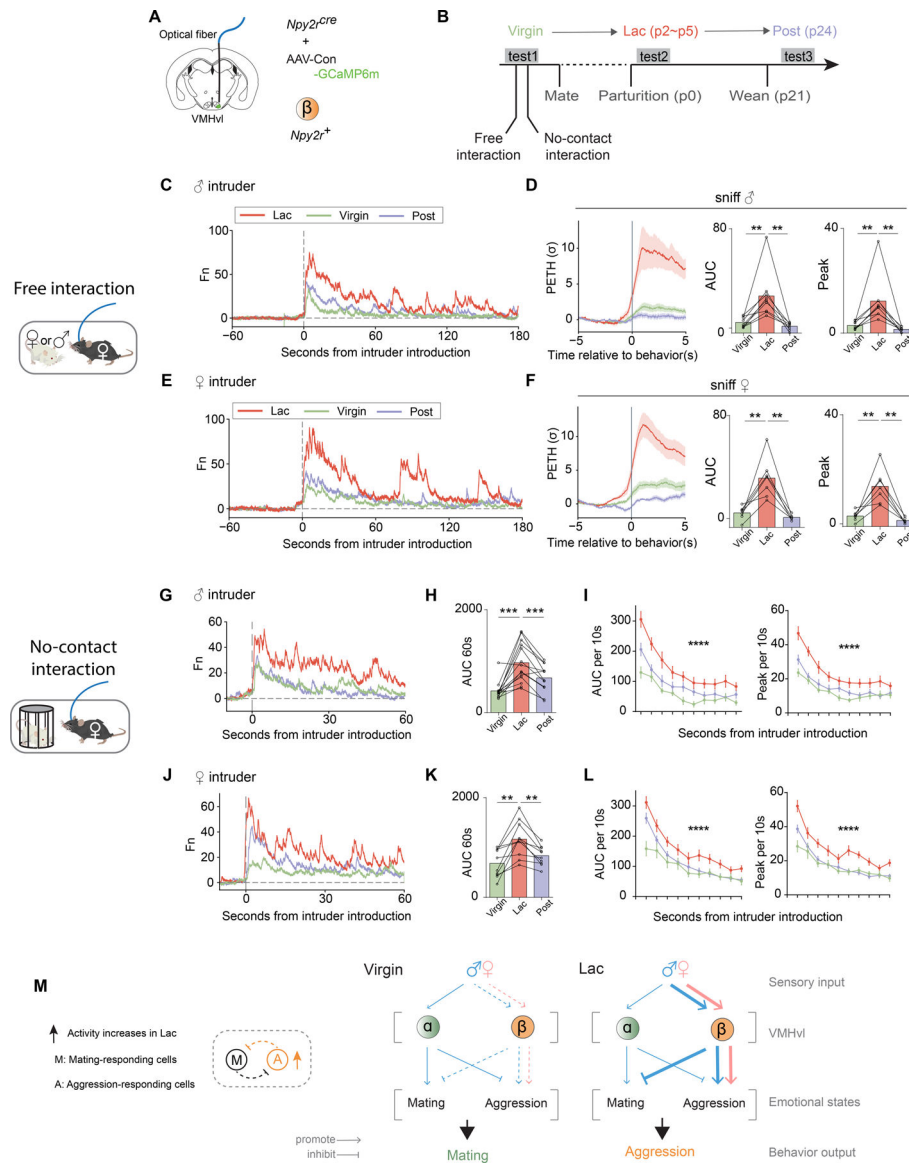 A
Optical fiber
VMHvl
Npy2r^cre
+
AAV-Con
-GCaMP6m
β
Npy2r^+
B
Virgin
Lac (p2~p5)
Post (p24)
test1
test2
test3
Mate
Parturition (p0)
Wean (p21)
Free
interaction
No-contact
interaction
Free interaction
♀ or ♂
♀
C
♂ intruder
Lac Virgin Post
Fn
100
50
0
−60 0 60 120 180
Seconds from intruder introduction
D
sniff ♂
PETH (σ)
10
5
0
−5 0 5
Time relative to behavior(s)
AUC
80
0
** **
Virgin Lac Post
Peak
40
0
** **
Virgin Lac Post
E
♀ intruder
Lac Virgin Post
Fn
100
50
0
−60 0 60 120 180
Seconds from intruder introduction
F
sniff ♀
PETH (σ)
10
5
0
−5 0 5
Time relative to behavior(s)
AUC
80
0
** **
Virgin Lac Post
Peak
40
0
** **
Virgin Lac Post
No-contact
interaction
♀
G
♂ intruder
Fn
60
40
20
0
0 60
Seconds from intruder introduction
H
AUC 60s
2000
0
*** ***
Virgin Lac Post
I
AUC per 10s
300
200
100
0
****
Peak per 10s
60
40
20
0
****
Seconds from intruder introduction
J
♀ intruder
Fn
60
40
20
0
0 60
Seconds from intruder introduction
K
AUC 60s
2000
0
** **
Virgin Lac Post
L
AUC per 10s
300
200
100
0
****
Peak per 10s
60
40
20
0
****
Seconds from intruder introduction
M
Activity increases in Lac
M: Mating-responding cells
A: Aggression-responding cells
M A
Virgin
♂♀
α β
Mating Aggression
Mating
promote
inhibit
Lac
♂♀
α β
Mating Aggression
Aggression
Sensory input
VMHvl
Emotional states
Behavior output